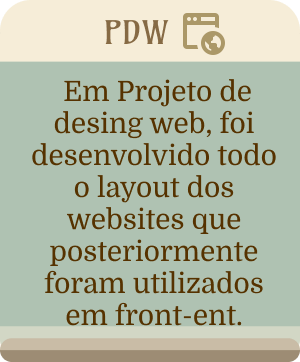 PDW
Em Projeto de
desing web, foi
desenvolvido todo
o layout dos
websites que
posteriormente
foram utilizados
em front-ent.